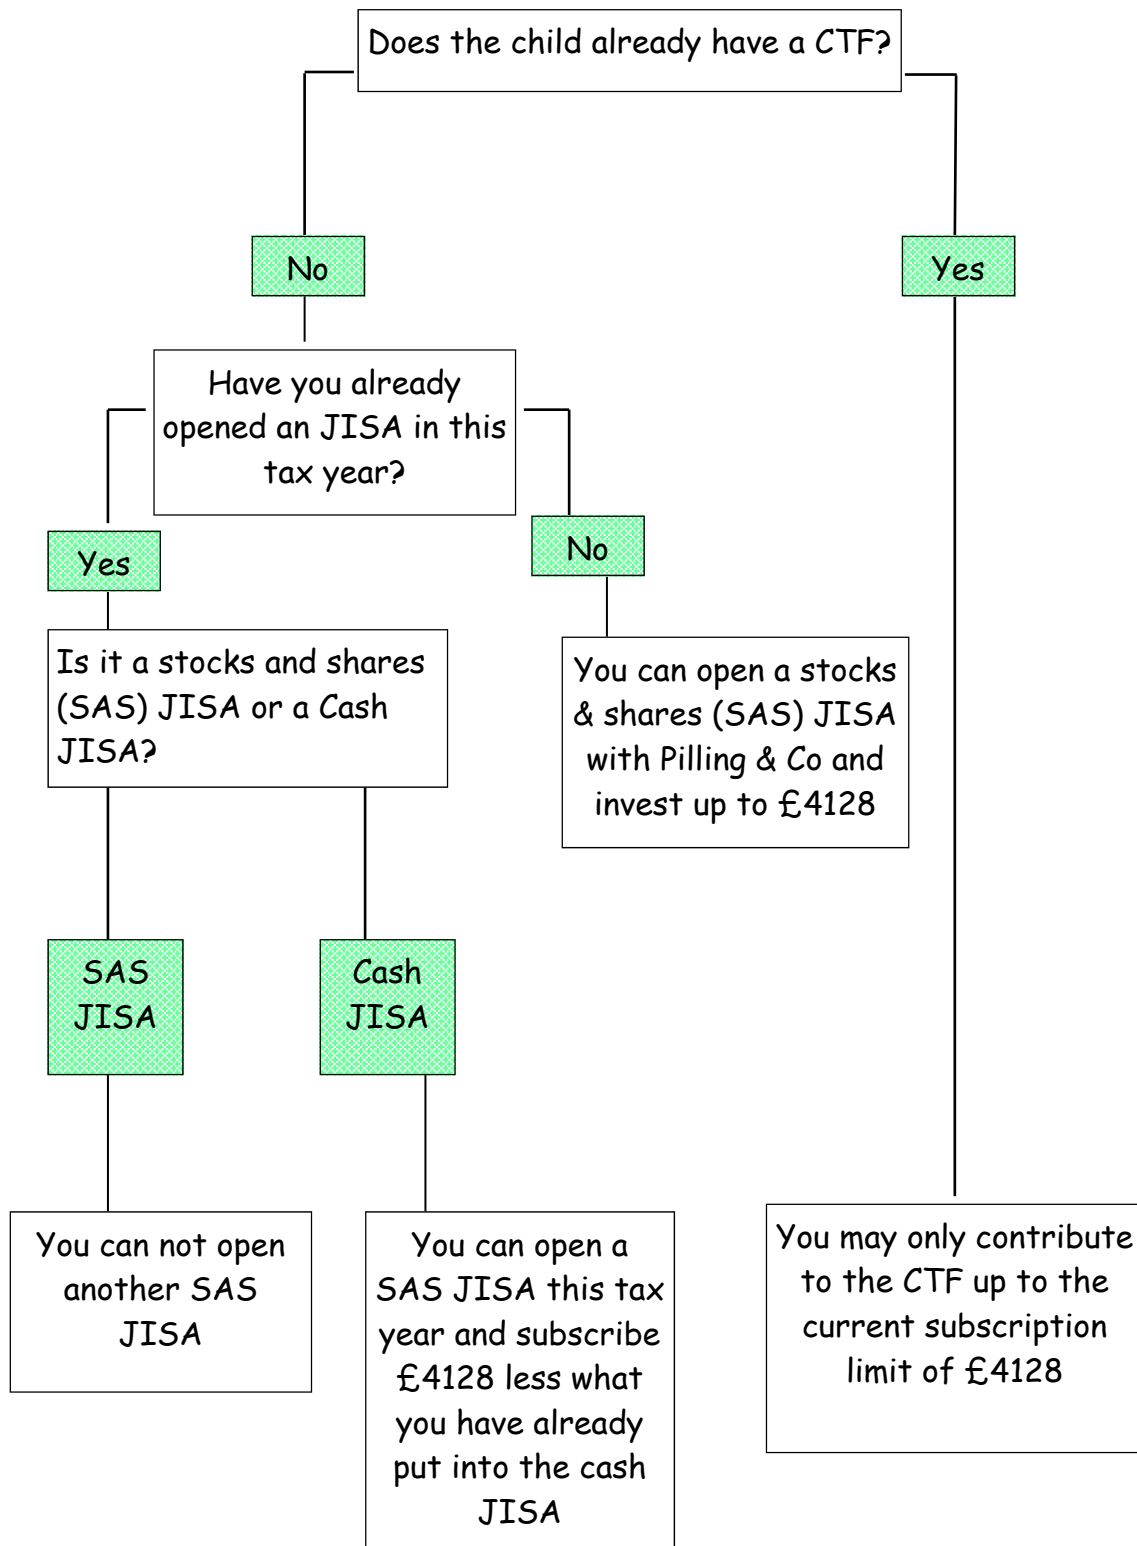 Does the child already have a CTF?
No
Yes
Have you already
opened an JISA in this
tax year?
Yes
No
Is it a stocks and shares
(SAS) JISA or a Cash
JISA?
You can open a stocks
& shares (SAS) JISA
with Pilling & Co and
invest up to £4128
SAS
JISA
Cash
JISA
You can not open
another SAS
JISA
You can open a
SAS JISA this tax
year and subscribe
£4128 less what
you have already
put into the cash
JISA
You may only contribute
to the CTF up to the
current subscription
limit of £4128